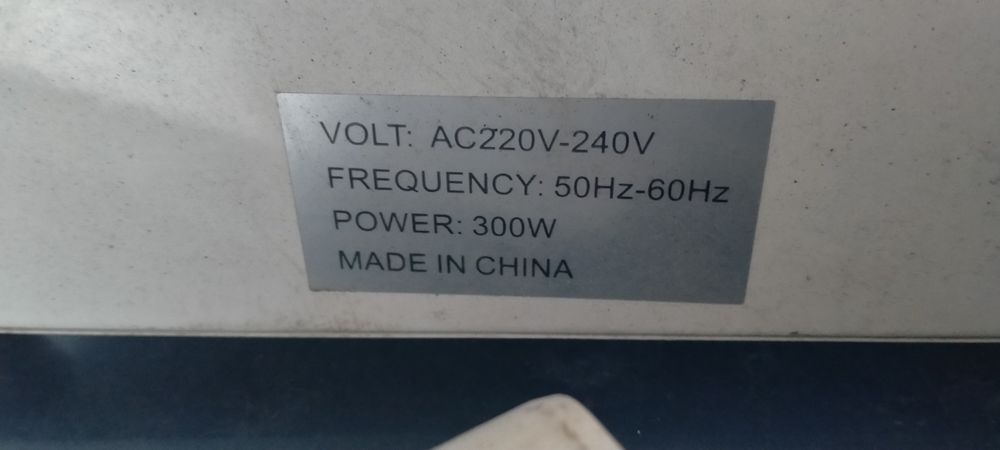 VOLT: AC220V-240V
FREQUENCY: 50Hz-60Hz
POWER: 300W
MADE IN CHINA